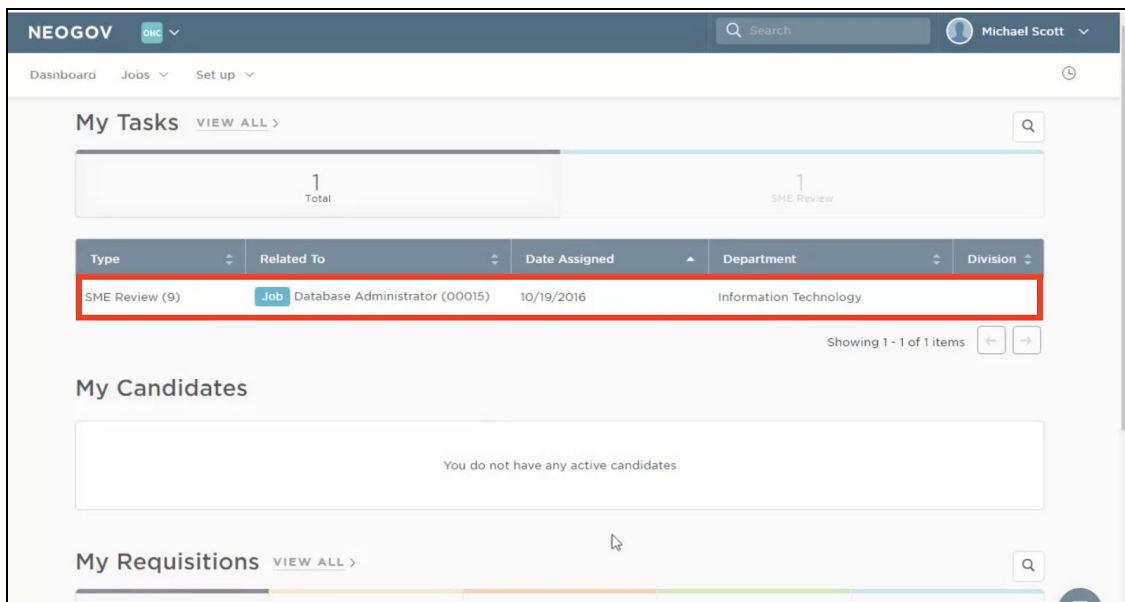 NEOGOV OHC Search Michael Scott
Dashboard Jobs Set up
My Tasks VIEW ALL >
1 1
Total SME Review
Type Related To Date Assigned Department Division
SME Review (9) Job Database Administrator (00015) 10/19/2016 Information Technology
Showing 1 - 1 of 1 items
My Candidates
You do not have any active candidates
My Requisitions VIEW ALL >